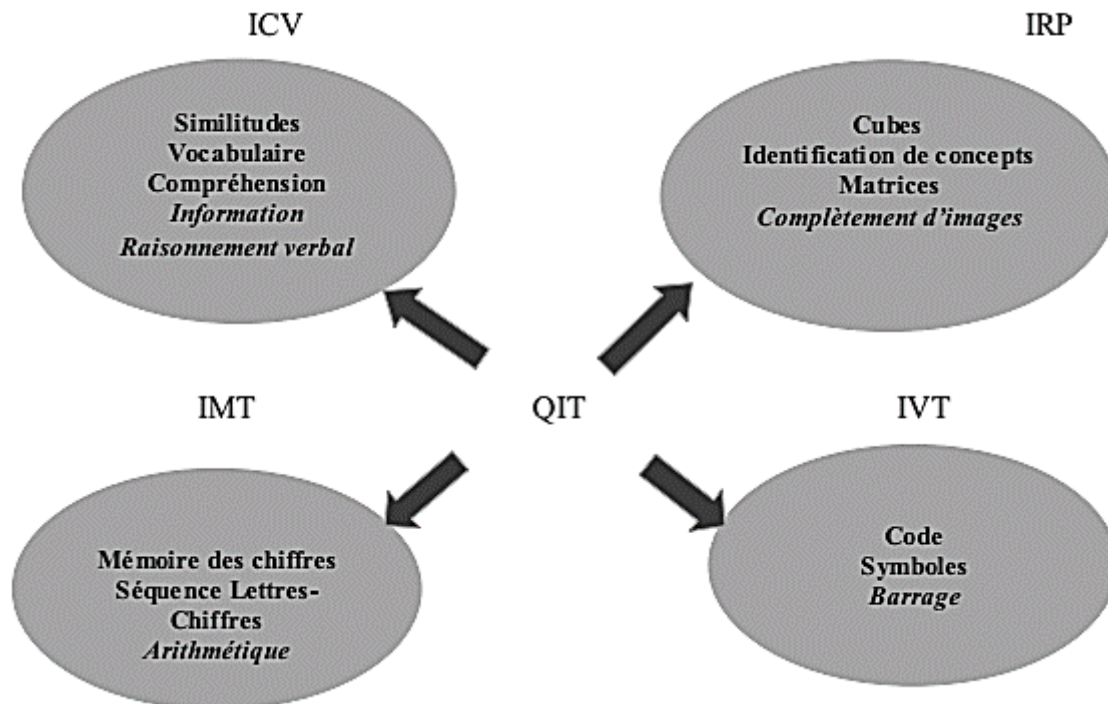 ICV
Similitudes
Vocabulaire
Compréhension
Information
Raisonnement verbal
IRP
Cubes
Identification de concepts
Matrices
Complètement d'images
IMT
QIT
IVT
Mémoire des chiffres
Séquence Lettres-
Chiffres
Arithmétique
Code
Symboles
Barrage